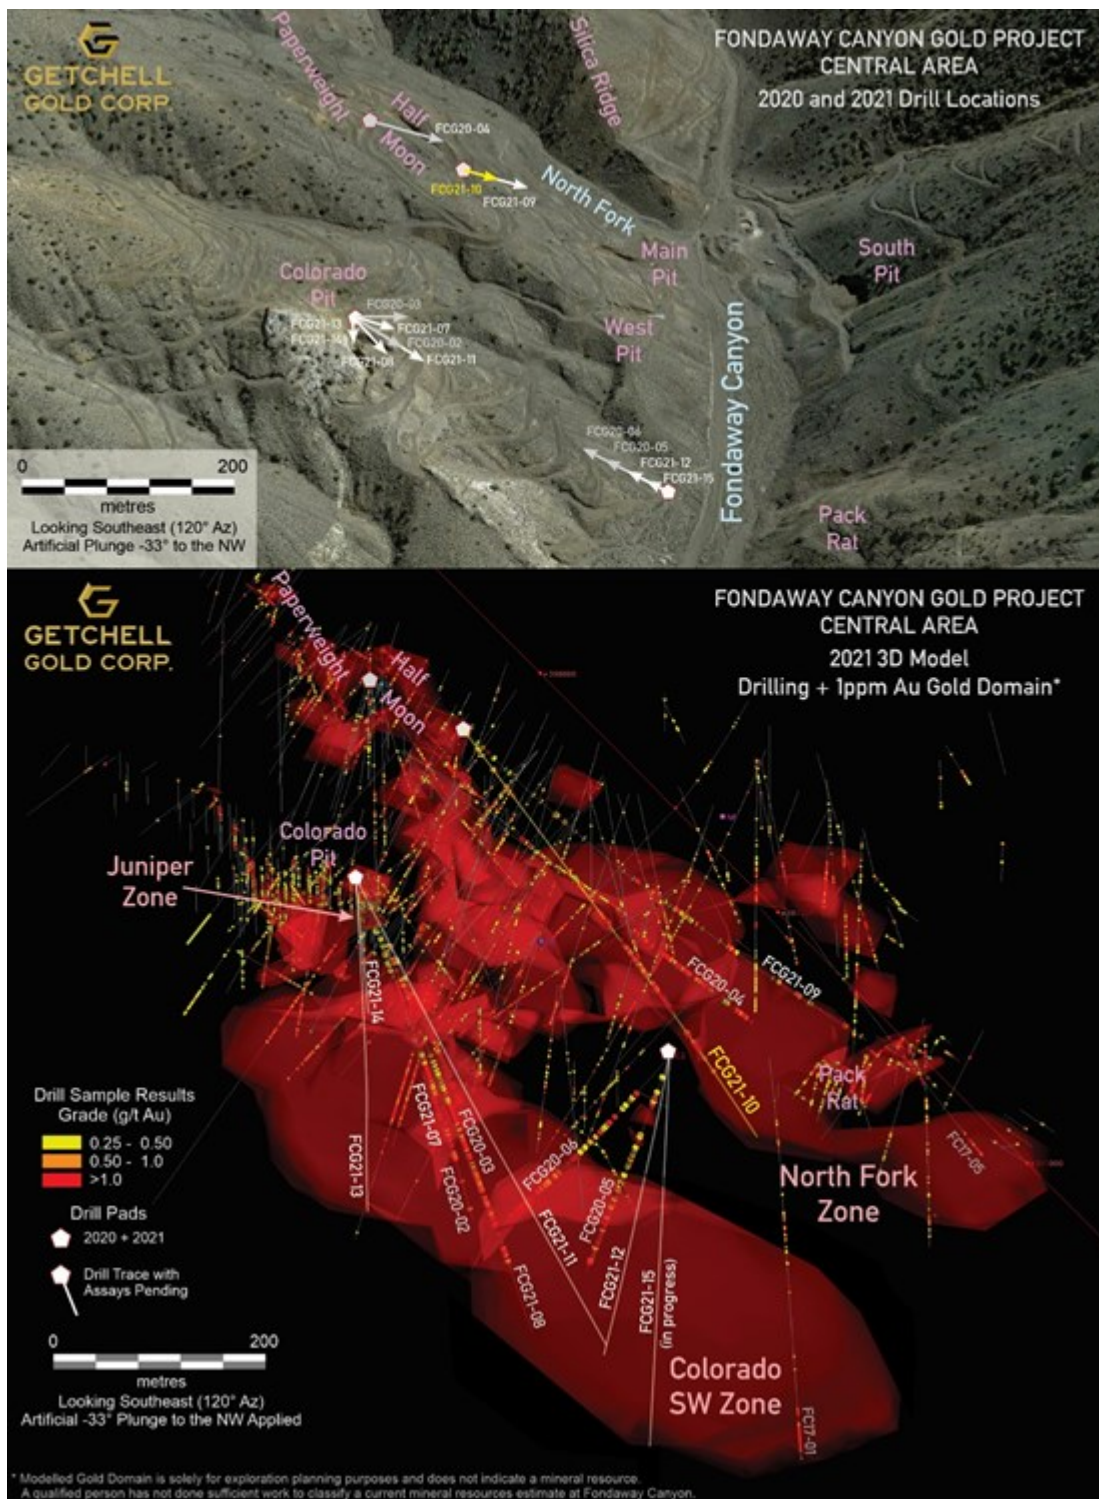 GETCHELL
GOLD CORP.
FONDAWAY CANYON GOLD PROJECT
CENTRAL AREA
2020 and 2021 Drill Locations
Paperweight
Half
Moon
Silica Ridge
FCG20-04
FCG21-10
FCG21-09
North Fork
Main
Pit
South
Pit
Colorado
Pit
FCG20-03
FCG21-13
FCG21-14
FCG21-07
FCG20-02
FCG21-08
FCG21-11
West
Pit
Fondaway Canyon
FCG20-06
FCG20-05
FCG21-12
FCG21-15
Pack
Rat
0 200
metres
Looking Southeast (120° Az)
Artificial Plunge -33° to the NW
GETCHELL
GOLD CORP.
FONDAWAY CANYON GOLD PROJECT
CENTRAL AREA
2021 3D Model
Drilling + 1ppm Au Gold Domain*
Paperweight
Half
Moon
Colorado
Pit
Juniper
Zone
FCG21-14
FCG20-04
FCG21-09
FCG21-10
Pack
Rat
FC17-05
North Fork
Zone
FCG21-13
FCG21-07
FCG20-03
FCG20-02
FCG20-06
FCG20-05
FCG21-11
FCG21-12
FCG21-08
FCG21-15
(in progress)
Colorado
SW Zone
FC17-01
Drill Sample Results
Grade (g/t Au)
0.25 - 0.50
0.50 - 1.0
>1.0
Drill Pads
2020 + 2021
Drill Trace with
Assays Pending
0 200
metres
Looking Southeast (120° Az)
Artificial -33° Plunge to the NW Applied
* Modelled Gold Domain is solely for exploration planning purposes and does not indicate a mineral resource.
A qualified person has not done sufficient work to classify a current mineral resources estimate at Fondaway Canyon.